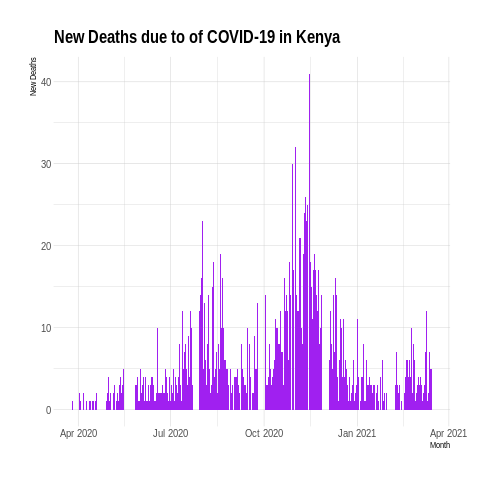 New Deaths due to of COVID-19 in Kenya
New Deaths
40
30
20
10
0
Apr 2020
Jul 2020
Oct 2020
Jan 2021
Apr 2021
Month